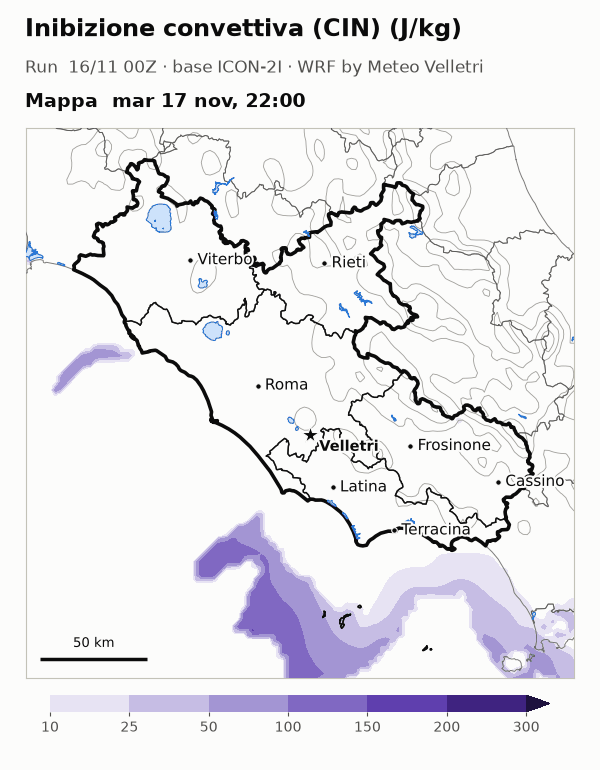 Inibizione convettiva (CIN) (J/kg)
Run  16/11 00Z · base ICON-2I · WRF by Meteo Velletri
Mappa  mar 17 nov, 22:00
Viterbo
Rieti
Roma
Velletri
Frosinone
Cassino
Latina
Terracina
50 km
10 25 50 100 150 200 300